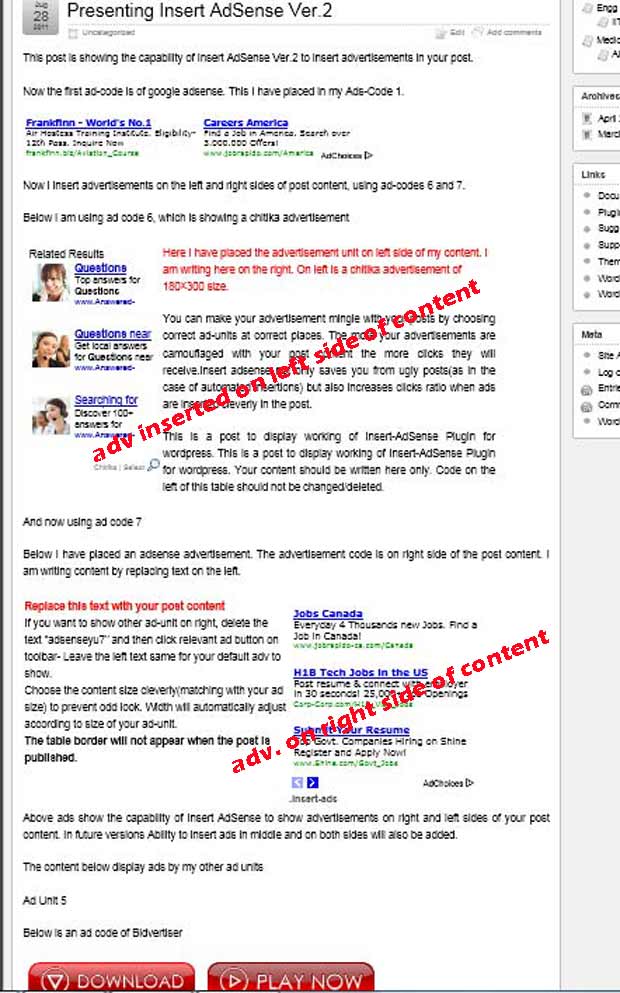 28
2011
Presenting Insert AdSense Ver.2
Uncategorized
Edit
Add comments
This post is showing the capability of Insert AdSense Ver.2 to insert advertisements in your post.
Now the first ad-code is of google adsense. This I have placed in my Ads-Code 1.
Frankfinn - World's No.1
Careers America
Air Hostess Training Institute. Eligibility-
Find a Job in America. Search over
12th Pass. Inquire Now
3,000,000 Offers!
frankfinn.biz/Aviation_Course
www.jobrapido.com/America
AdChoices
Now I insert advertisements on the left and right sides of post content, using ad-codes 6 and 7.
Below I am using ad code 6, which is showing a chitika advertisement
Related Results
Questions
Top answers for
Questions
www.Answered-
Questions near
Get local answers
for Questions near
www.Answered-
Searching for
Discover 100+
answers for
www.Answered-
Chitika | Select
Here I have placed the advertisement unit on left side of my content. I
am writing here on the right. On left is a chitika advertisement of
180X300 size.
You can make your advertisement mingle with your posts by choosing
correct ad-units at correct places. The more your advertisements are
camouflaged with your post content the more clicks they will
receive.Insert adsense not only saves you from ugly posts(as in the
case of automated insertions) but also increases clicks ratio when ads
are inserted cleverly in the post.
This is a post to display working of Insert-AdSense Plugin for
wordpress. This is a post to display working of Insert-AdSense Plugin
for wordpress. Your content should be written here only. Code on the
left of this table should not be changed/deleted.
adv inserted on left side of content
And now using ad code 7
Below I have placed an adsense advertisement. The advertisement code is on right side of the post content. I
am writing content by replacing text on the left.
Replace this text with your post content
If you want to show other ad-unit on right, delete the
text "adsenseyu7" and then click relevant ad button on
toolbar- Leave the left text same for your default adv to
show.
Choose the content size cleverly(matching with your ad
size) to prevent odd look. Width will automatically adjust
according to size of your ad-unit.
The table border will not appear when the post is
published.
Jobs Canada
Everyday 4 Thousands new Jobs. Find a
Job in Canada!
www.jobrapido-ca.com/Canada
H1B Tech Jobs in the US
Post resume & connect with employer
in 30 seconds! 25,000+ Openings
Corp-Corp.com/H1B_Jobs
Submit Your Resume
Top Govt. Companies Hiring on Shine
Register and Apply Now!
www.Shine.com/Govt_Jobs
AdChoices
.insert-ads
adv. on right side of content
Above ads show the capability of Insert AdSense to show advertisements on right and left sides of your post
content. In future versions Ability to insert ads in middle and on both sides will also be added.
The content below display ads by my other ad units
Ad Unit 5
Below is an ad code of Bidvertiser
DOWNLOAD
PLAY NOW
Engg
Archives
April
March
Links
Docu
Plugi
Sugg
Supp
Them
Word
Word
Meta
Site A
Log o
Entrie
Comm
Word